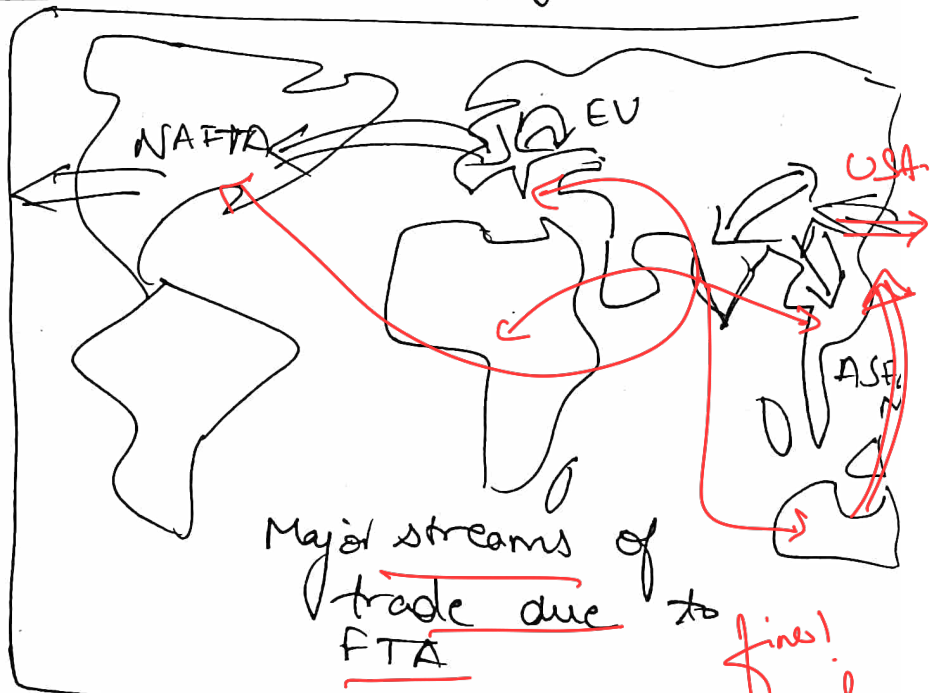 NAFTA
EU
USA
ASEAN
Major streams of
trade due to
FTA
fine!